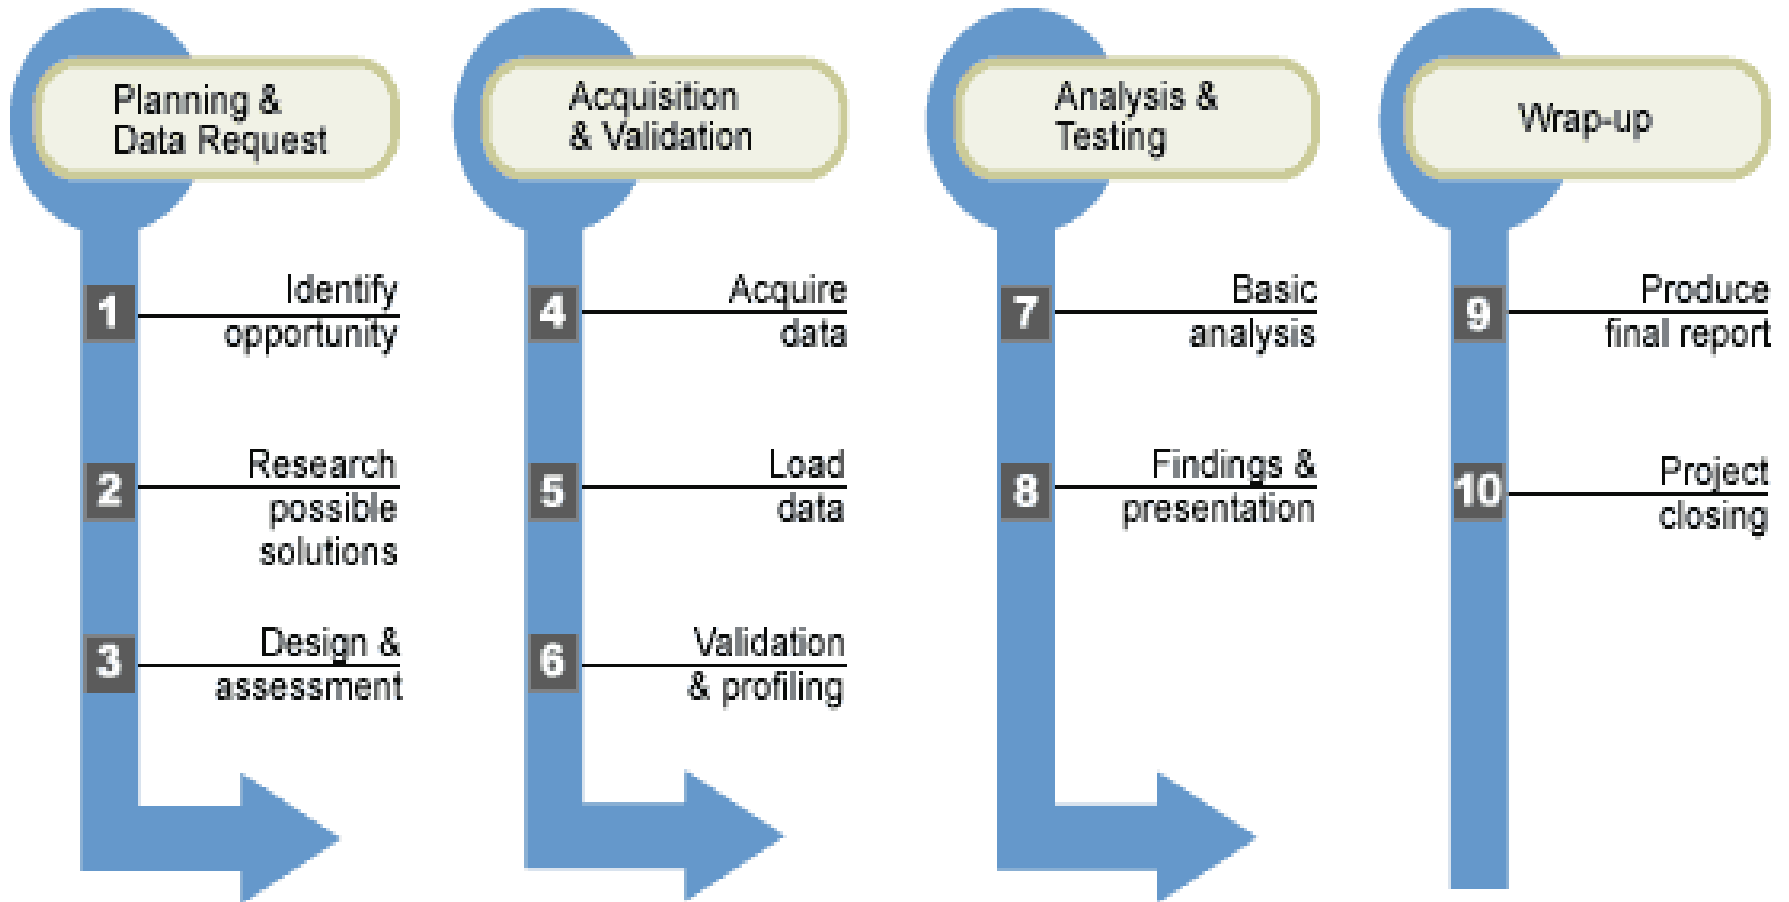 Planning &
Data Request
1
Identify
opportunity
2
Research
possible
solutions
3
Design &
assessment
Acquisition
& Validation
4
Acquire
data
5
Load
data
6
Validation
& profiling
Analysis &
Testing
7
Basic
analysis
8
Findings &
presentation
Wrap-up
9
Produce
final report
10
Project
closing